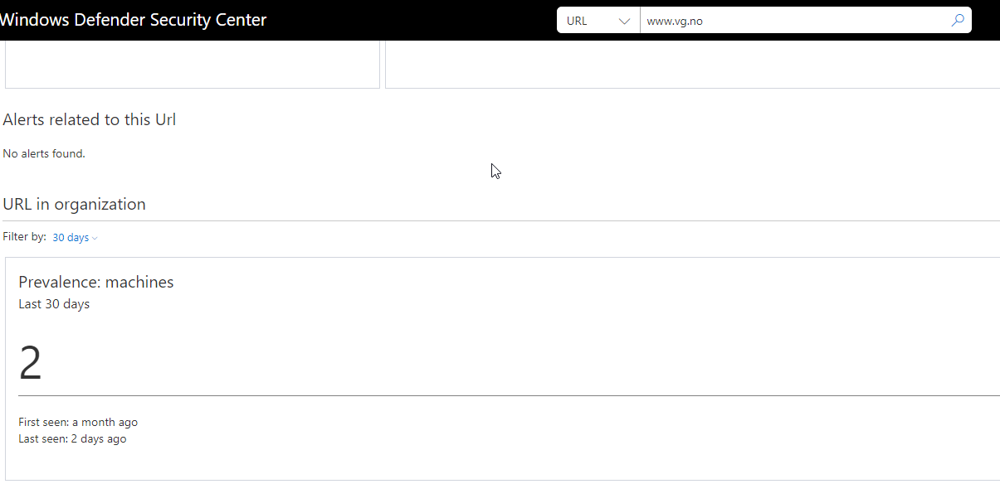 Windows Defender Security Center
URL
www.vg.no
Alerts related to this Url
No alerts found.
URL in organization
Filter by: 30 days
Prevalence: machines
Last 30 days
2
First seen: a month ago
Last seen: 2 days ago